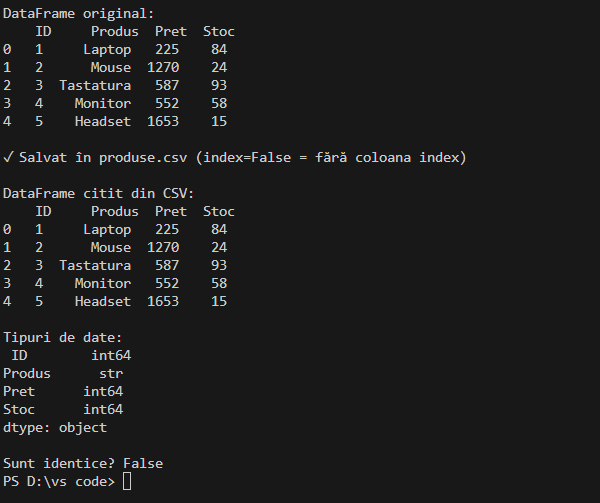 DataFrame original:
    ID     Produs  Pret  Stoc
0   1     Laptop   225    84
1   2      Mouse  1270    24
2   3  Tastatura   587    93
3   4    Monitor   552    58
4   5    Headset  1653    15
✓ Salvat în produse.csv (index=False = fără coloana index)
DataFrame citit din CSV:
    ID     Produs  Pret  Stoc
0   1     Laptop   225    84
1   2      Mouse  1270    24
2   3  Tastatura   587    93
3   4    Monitor   552    58
4   5    Headset  1653    15
Tipuri de date:
 ID        int64
Produs      str
Pret      int64
Stoc      int64
dtype: object
Sunt identice? False
PS D:\vs code>